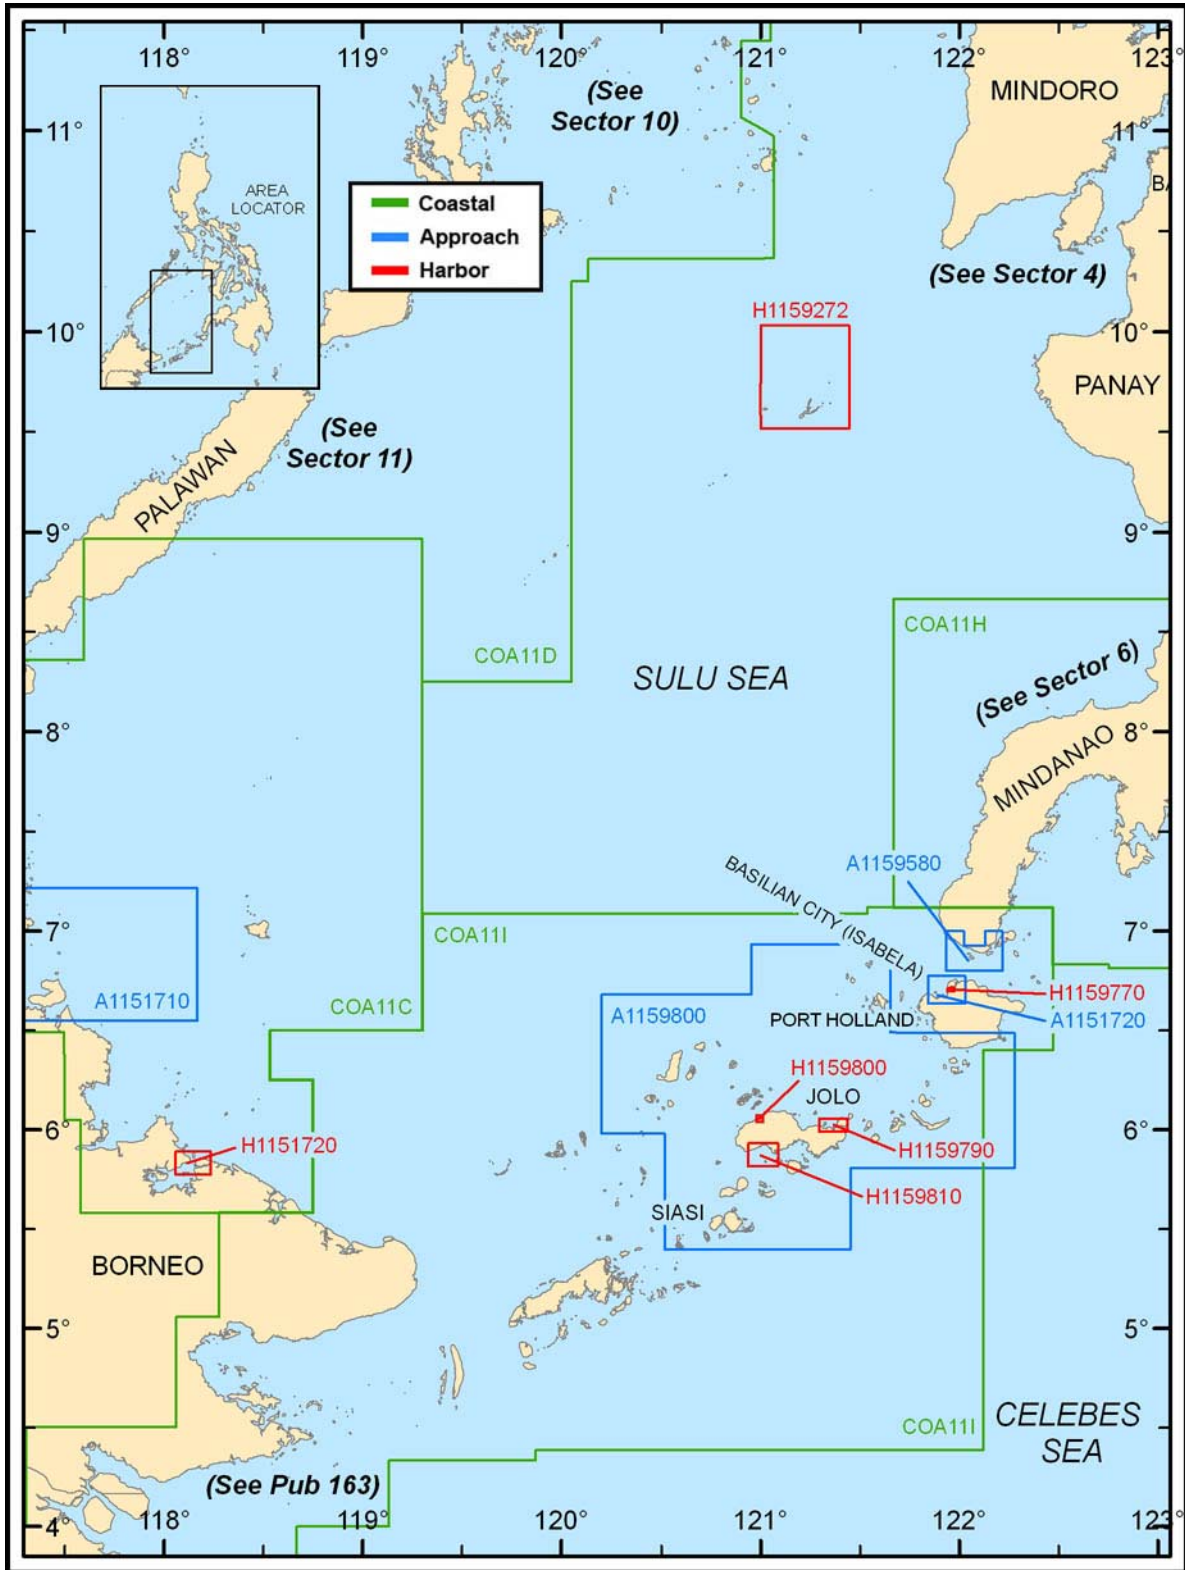 118°
119°
120°
121°
122°
123°
(See
Sector 10)
MINDORO
11°
11°
AREA
LOCATOR
BA
Coastal
Approach
Harbor
(See Sector 4)
H1159272
10°
10°
PANAY
(See
Sector 11)
PALAWAN
9°
9°
COA11H
COA11D
SULU SEA
(See Sector 6)
8°
8°
MINDANAO
A1159580
BASILIAN CITY (ISABELA)
7°
7°
COA11I
A1151710
COA11C
H1159770
A1159800
PORT HOLLAND
A1151720
H1159800
JOLO
6°
6°
H1151720
H1159790
H1159810
SIASI
BORNEO
5°
5°
COA11I
CELEBES
SEA
(See Pub 163)
4°
118°
119°
120°
121°
122°
123°